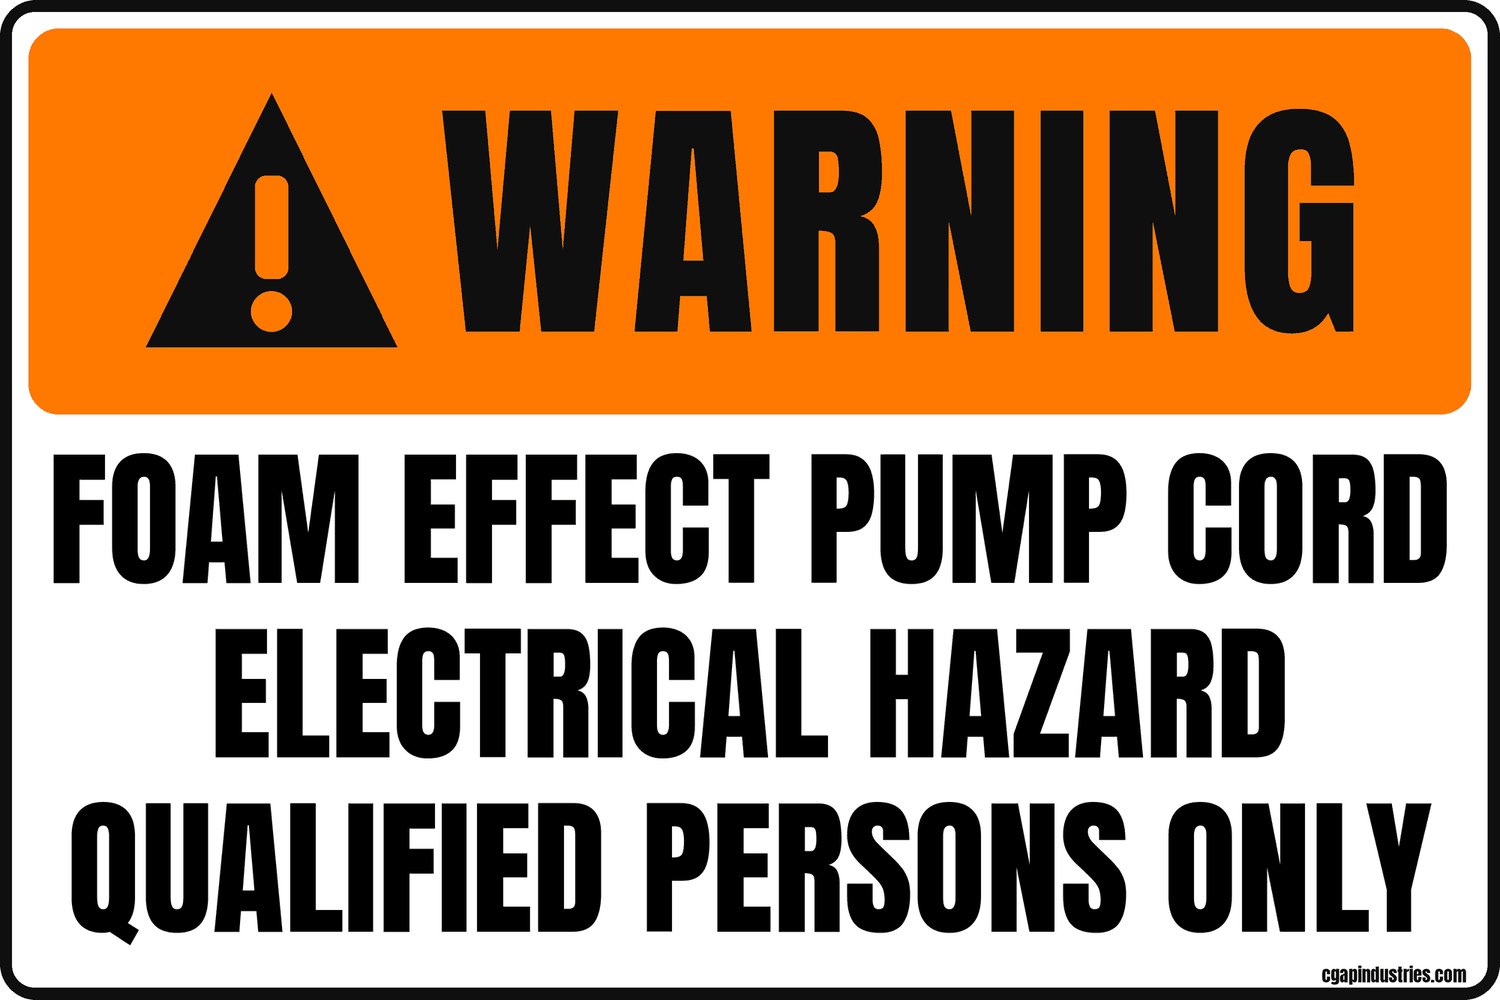 WARNING
FOAM EFFECT PUMP CORD
ELECTRICAL HAZARD
QUALIFIED PERSONS ONLY
cgapindustries.com